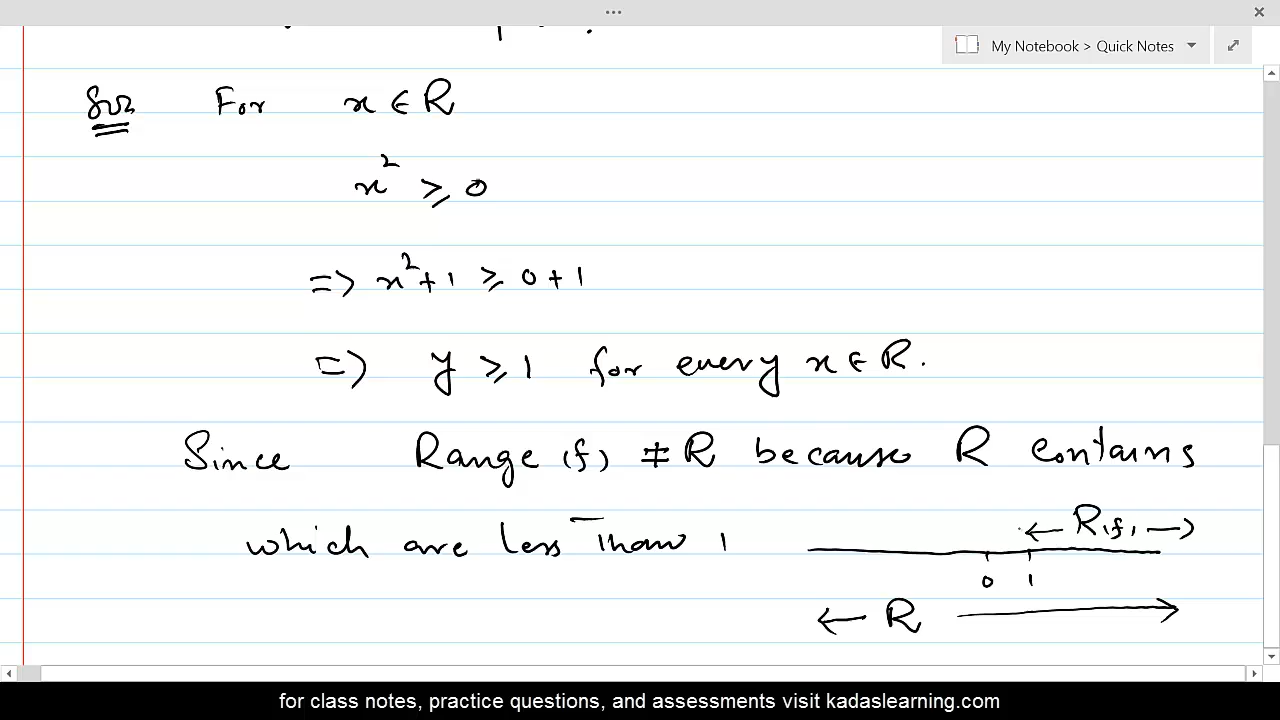 My Notebook > Quick Notes
Soln For x ∈ R
x² ≥ 0
=> x² + 1 ≥ 0 + 1
=> y ≥ 1 for every x ∈ R.
Since Range(f) ≠ R because R contains
which are less than 1
← R(f) →
0 1
← R →
for class notes, practice questions, and assessments visit kadaslearning.com